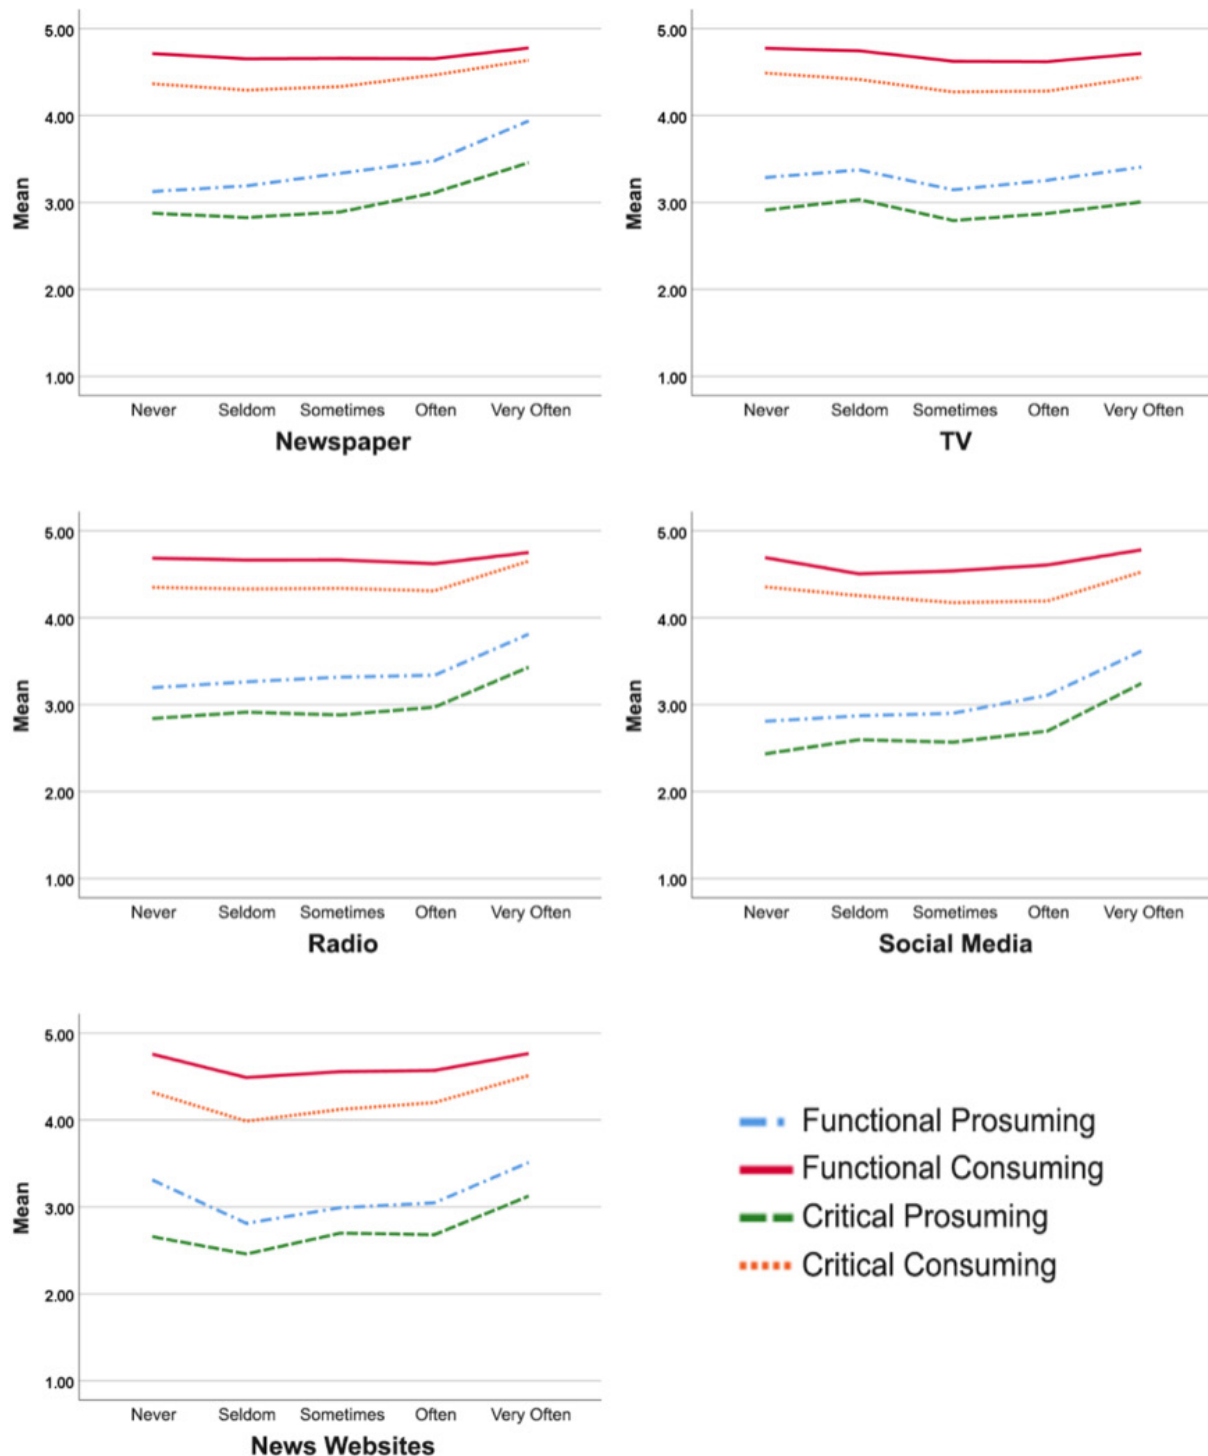 5.00
4.00
3.00
2.00
1.00
Mean
Never Seldom Sometimes Often Very Often
Newspaper
5.00
4.00
3.00
2.00
1.00
Mean
Never Seldom Sometimes Often Very Often
TV
5.00
4.00
3.00
2.00
1.00
Mean
Never Seldom Sometimes Often Very Often
Radio
5.00
4.00
3.00
2.00
1.00
Mean
Never Seldom Sometimes Often Very Often
Social Media
5.00
4.00
3.00
2.00
1.00
Mean
Never Seldom Sometimes Often Very Often
News Websites
Functional Prosuming
Functional Consuming
Critical Prosuming
Critical Consuming